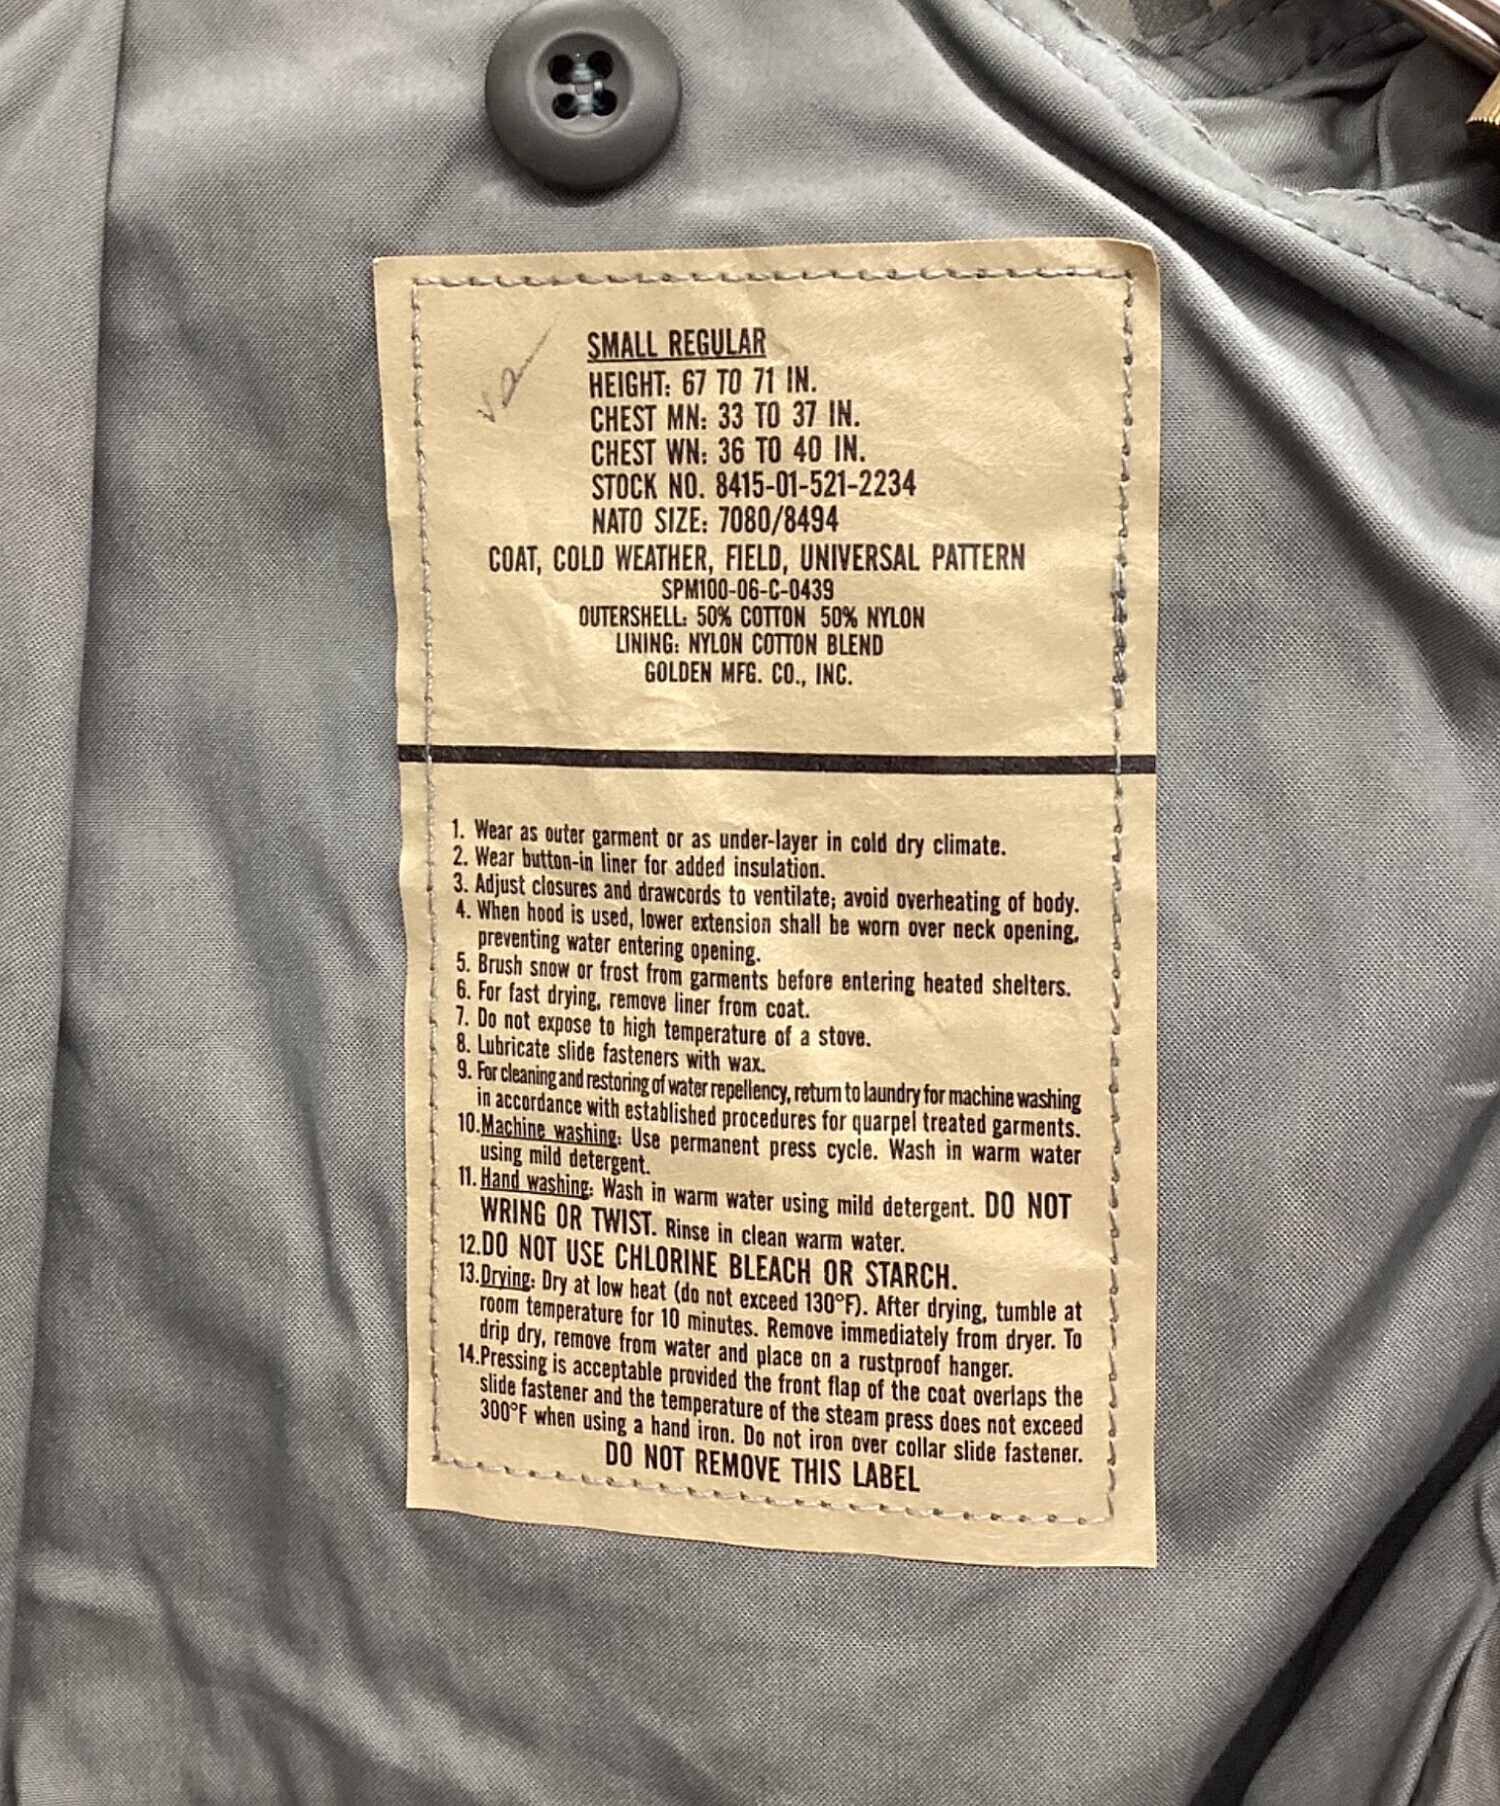 SMALL REGULAR
HEIGHT: 67 TO 71 IN.
CHEST MN: 33 TO 37 IN.
CHEST WN: 36 TO 40 IN.
STOCK NO. 8415-01-521-2234
NATO SIZE: 7080/8494
COAT, COLD WEATHER, FIELD, UNIVERSAL PATTERN
SPM100-06-C-0439
OUTERSHELL: 50% COTTON 50% NYLON
LINING: NYLON COTTON BLEND
GOLDEN MFG. CO., INC.
1. Wear as outer garment or as under-layer in cold dry climate.
2. Wear button-in liner for added insulation.
3. Adjust closures and drawcords to ventilate; avoid overheating of body.
4. When hood is used, lower extension shall be worn over neck opening,
preventing water entering opening.
5. Brush snow or frost from garments before entering heated shelters.
6. For fast drying, remove liner from coat.
7. Do not expose to high temperature of a stove.
8. Lubricate slide fasteners with wax.
9. For cleaning and restoring of water repellency, return to laundry for machine washing
in accordance with established procedures for quarpel treated garments.
10. Machine washing: Use permanent press cycle. Wash in warm water
using mild detergent.
11. Hand washing: Wash in warm water using mild detergent. DO NOT
WRING OR TWIST. Rinse in clean warm water.
12. DO NOT USE CHLORINE BLEACH OR STARCH.
13. Drying: Dry at low heat (do not exceed 130°F). After drying, tumble at
room temperature for 10 minutes. Remove immediately from dryer. To
drip dry, remove from water and place on a rustproof hanger.
14. Pressing is acceptable provided the front flap of the coat overlaps the
slide fastener and the temperature of the steam press does not exceed
300°F when using a hand iron. Do not iron over collar slide fastener.
DO NOT REMOVE THIS LABEL